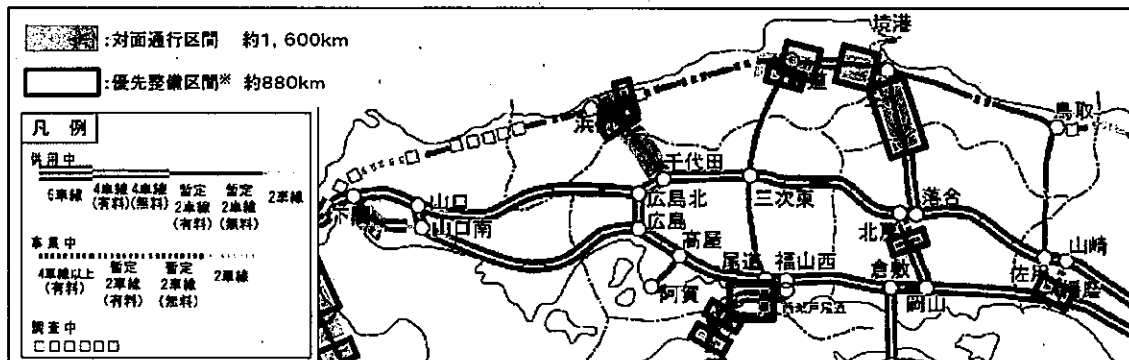 :対面通行区間 約1,600km
:優先整備区間※ 約880km
凡 例
供用中
6車線
4車線
(有料)
4車線
(無料)
暫定
2車線
(有料)
暫定
2車線
(無料)
2車線
事業中
4車線以上
(有料)
暫定
2車線
(有料)
暫定
2車線
(無料)
2車線
調査中
境港
鳥取
千代田
山口
山口南
広島北
広島
三次東
落合
高屋
阿賀
尾道
福山西
倉敷
岡山
佐用
山崎